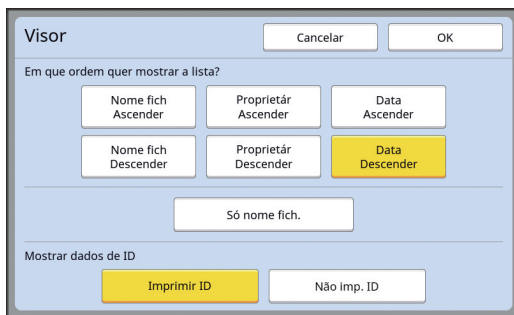 Visor
Cancelar
OK
Em que ordem quer mostrar a lista?
Nome fich
Ascender
Proprietár
Ascender
Data
Ascender
Nome fich
Descender
Proprietár
Descender
Data
Descender
Só nome fich.
Mostrar dados de ID
Imprimir ID
Não imp. ID